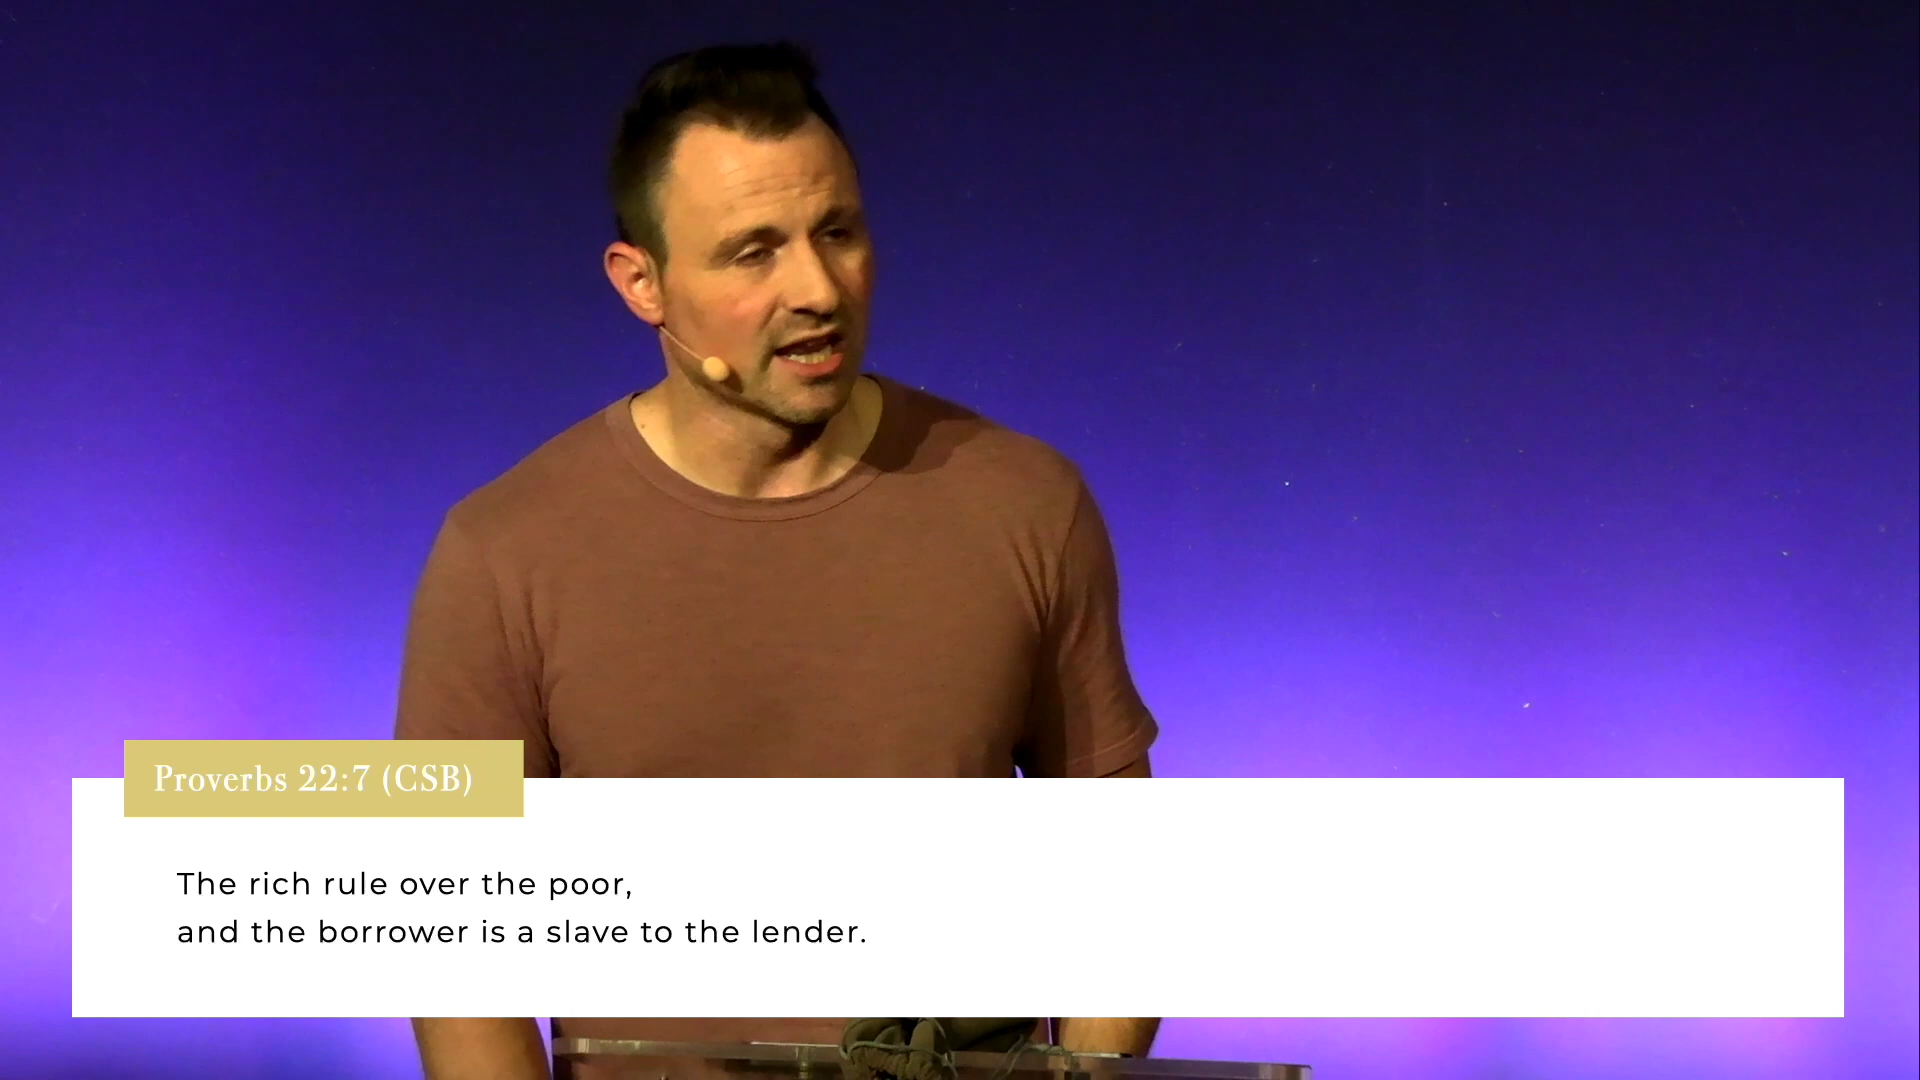 Proverbs 22:7 (CSB)
The rich rule over the poor,
and the borrower is a slave to the lender.